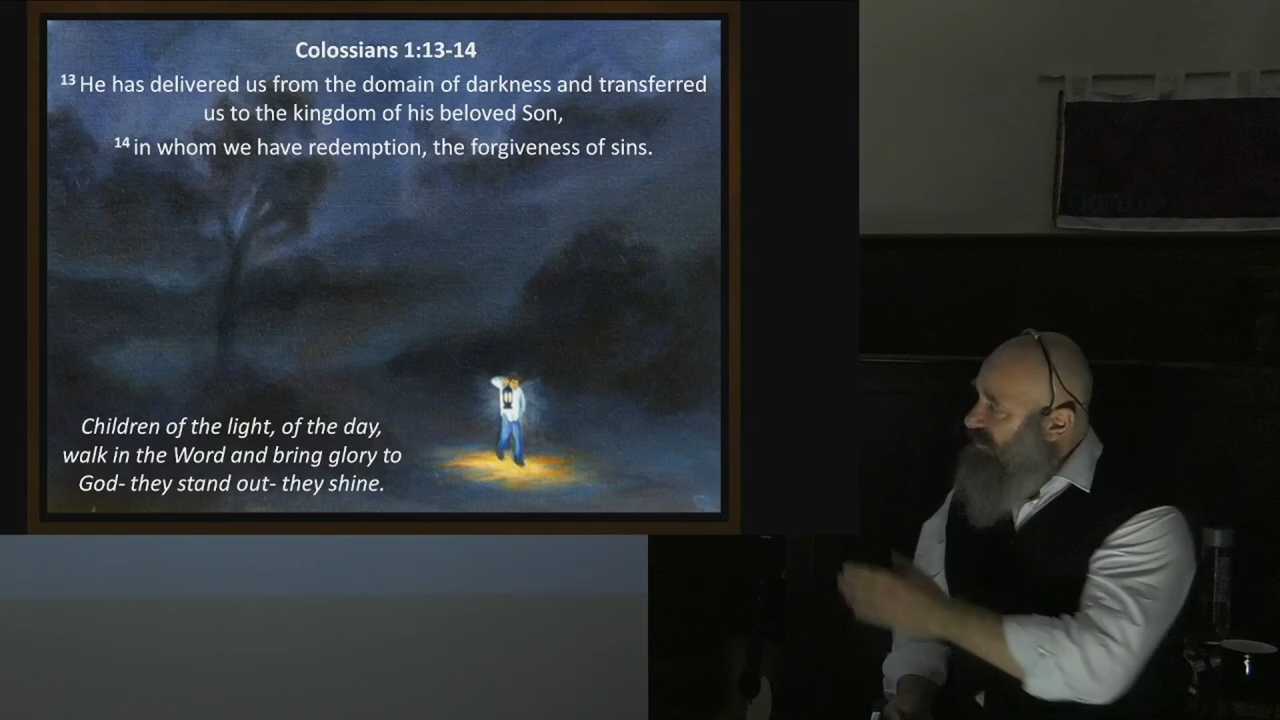 Colossians 1:13-14
13 He has delivered us from the domain of darkness and transferred
us to the kingdom of his beloved Son,
14 in whom we have redemption, the forgiveness of sins.
Children of the light, of the day,
walk in the Word and bring glory to
God- they stand out- they shine.